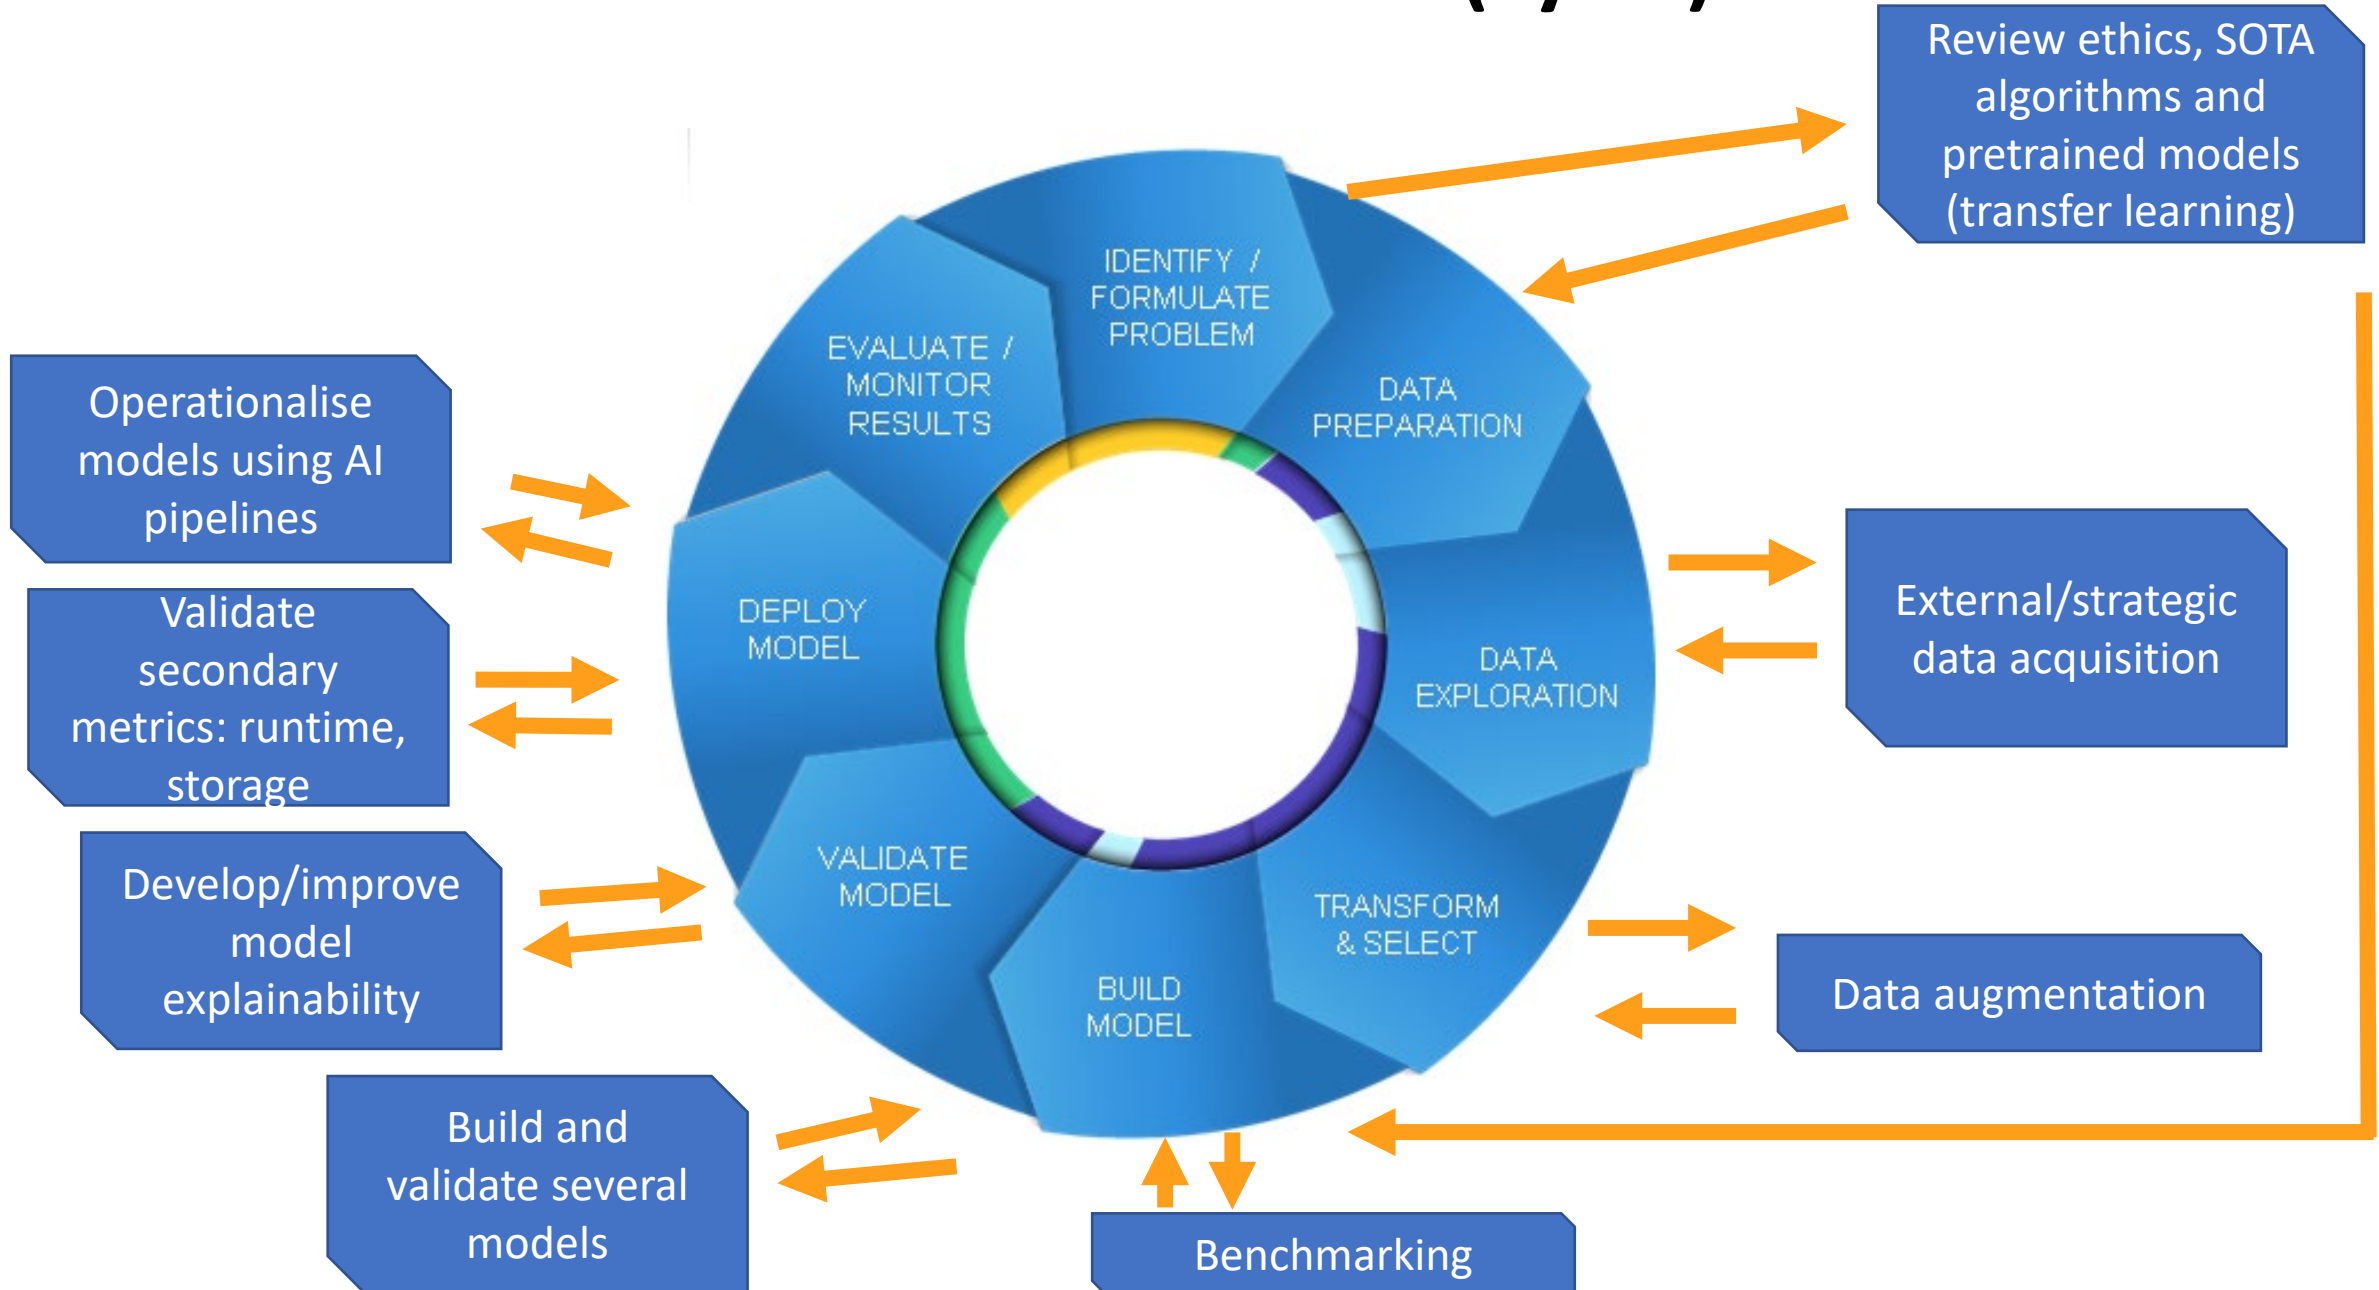 Review ethics, SOTA
algorithms and
pretrained models
(transfer learning)
IDENTIFY /
FORMULATE
PROBLEM
EVALUATE /
MONITOR
RESULTS
DATA
PREPARATION
Operationalise
models using AI
pipelines
DEPLOY
MODEL
DATA
EXPLORATION
External/strategic
data acquisition
Validate
secondary
metrics: runtime,
storage
VALIDATE
MODEL
TRANSFORM
& SELECT
Develop/improve
model
explainability
BUILD
MODEL
Data augmentation
Build and
validate several
models
Benchmarking